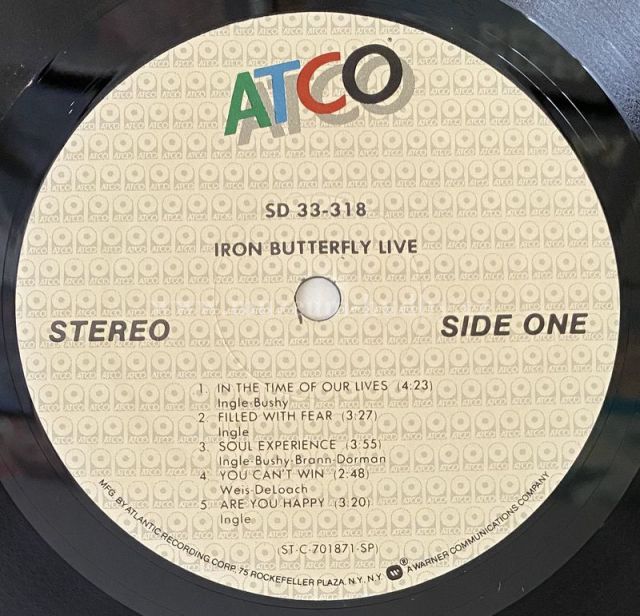 ATCO®
SD 33-318
IRON BUTTERFLY LIVE
STEREO
SIDE ONE
1. IN THE TIME OF OUR LIVES (4:23)
Ingle-Bushy
2. FILLED WITH FEAR (3:27)
Ingle
3. SOUL EXPERIENCE (3:55)
Ingle-Bushy-Brann-Dorman
4. YOU CAN'T WIN (2:48)
Weis-DeLoach
5. ARE YOU HAPPY (3:20)
Ingle
(ST-C-701871-SP)
MFG. BY ATLANTIC RECORDING CORP., 75 ROCKEFELLER PLAZA, N.Y., N.Y. ® A WARNER COMMUNICATIONS COMPANY